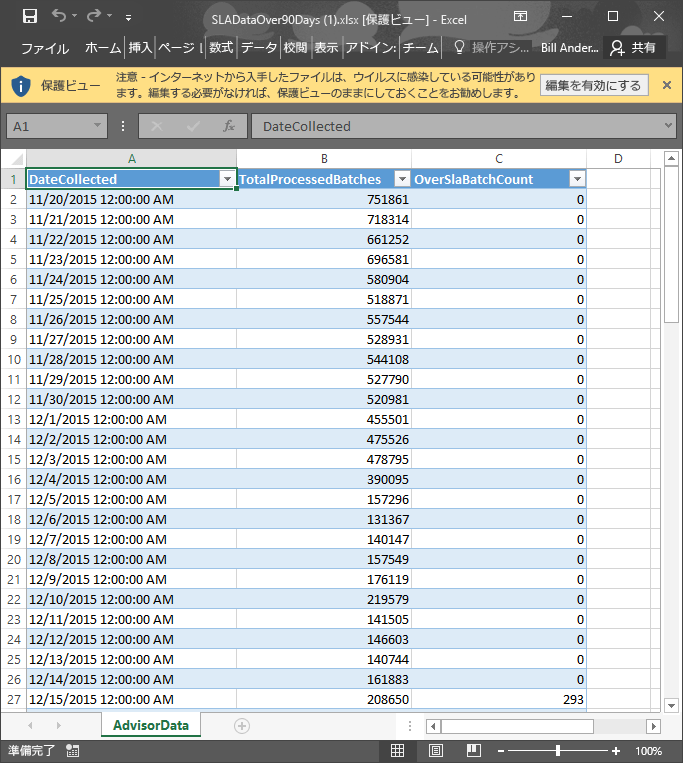 SLADataOver90Days (1).xlsx [保護ビュー] - Excel
ファイル ホーム 挿入 ページ 数式 データ 校閲 表示 アドイン: チーム 操作アシ... Bill Ander... 共有
保護ビュー 注意 - インターネットから入手したファイルは、ウイルスに感染している可能性があり
ます。編集する必要がなければ、保護ビューのままにしておくことをお勧めします。 編集を有効にする
A1 fx DateCollected
A B C D
1 DateCollected TotalProcessedBatches OverSlaBatchCount
2 11/20/2015 12:00:00 AM 751861 0
3 11/21/2015 12:00:00 AM 718314 0
4 11/22/2015 12:00:00 AM 661252 0
5 11/23/2015 12:00:00 AM 696581 0
6 11/24/2015 12:00:00 AM 580904 0
7 11/25/2015 12:00:00 AM 518871 0
8 11/26/2015 12:00:00 AM 557544 0
9 11/27/2015 12:00:00 AM 528931 0
10 11/28/2015 12:00:00 AM 544108 0
11 11/29/2015 12:00:00 AM 527790 0
12 11/30/2015 12:00:00 AM 520981 0
13 12/1/2015 12:00:00 AM 455501 0
14 12/2/2015 12:00:00 AM 475526 0
15 12/3/2015 12:00:00 AM 478795 0
16 12/4/2015 12:00:00 AM 390095 0
17 12/5/2015 12:00:00 AM 157296 0
18 12/6/2015 12:00:00 AM 131367 0
19 12/7/2015 12:00:00 AM 140147 0
20 12/8/2015 12:00:00 AM 157549 0
21 12/9/2015 12:00:00 AM 176119 0
22 12/10/2015 12:00:00 AM 219579 0
23 12/11/2015 12:00:00 AM 141505 0
24 12/12/2015 12:00:00 AM 146603 0
25 12/13/2015 12:00:00 AM 140744 0
26 12/14/2015 12:00:00 AM 161883 0
27 12/15/2015 12:00:00 AM 208650 293
AdvisorData
準備完了 100%